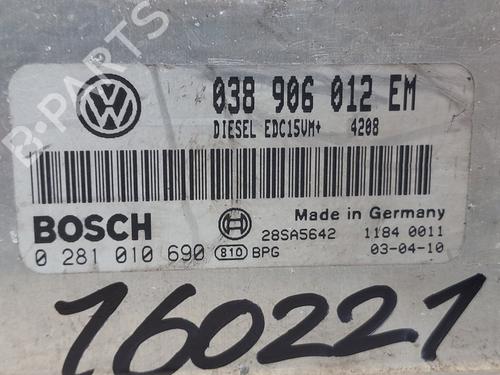 B-PARTS
038 906 012 EM
DIESEL EDC15VM+ 4208
BOSCH
Made in Germany
28SA5642 1184 0011
0 281 010 690 810 BPG 03-04-10
160221